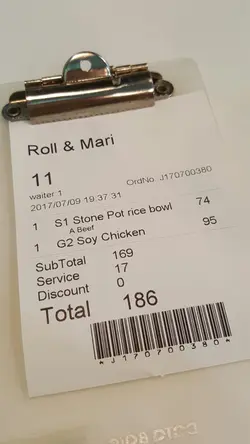 Roll & Mari
11
waiter:1
2017/07/09 19:37 31 OrdNo. J170700380
1 S1 Stone Pot rice bowl 74
A Beef
1 G2 Soy Chicken 95
SubTotal 169
Service 17
Discount 0
Total 186
AJ170700380A